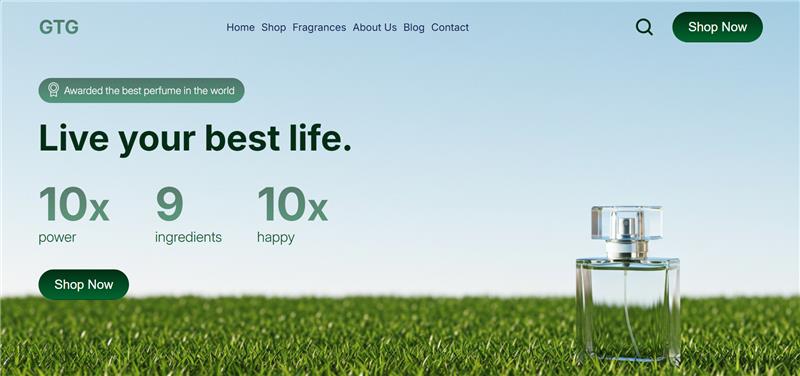 GTG
Home Shop Fragrances About Us Blog Contact
Shop Now
Awarded the best perfume in the world
Live your best life.
10x 9 10x
power ingredients happy
Shop Now